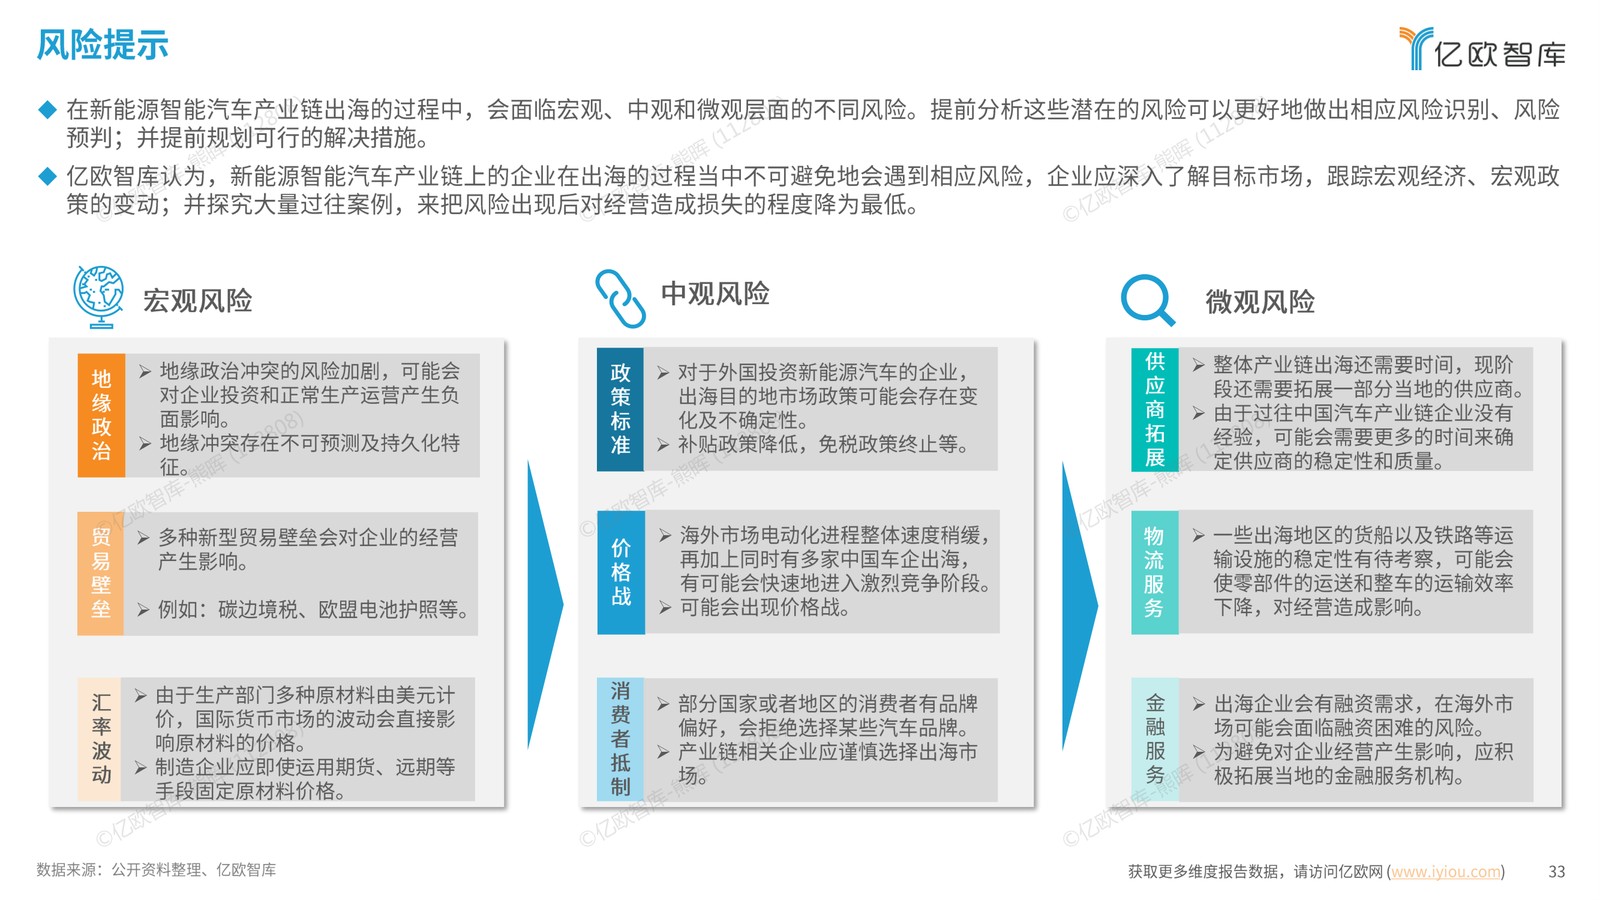 风险提示
亿欧智库
◆ 在新能源智能汽车产业链出海的过程中，会面临宏观、中观和微观层面的不同风险。提前分析这些潜在的风险可以更好地做出相应风险识别、风险
预判；并提前规划可行的解决措施。
◆ 亿欧智库认为，新能源智能汽车产业链上的企业在出海的过程当中不可避免地会遇到相应风险，企业应深入了解目标市场，跟踪宏观经济、宏观政
策的变动；并探究大量过往案例，来把风险出现后对经营造成损失的程度降为最低。
宏观风险
地缘政治
➢ 地缘政治冲突的风险加剧，可能会
对企业投资和正常生产运营产生负
面影响。
➢ 地缘冲突存在不可预测及持久化特
征。
贸易壁垒
➢ 多种新型贸易壁垒会对企业的经营
产生影响。
➢ 例如：碳边境税、欧盟电池护照等。
汇率波动
➢ 由于生产部门多种原材料由美元计
价，国际货币市场的波动会直接影
响原材料的价格。
➢ 制造企业应即使运用期货、远期等
手段固定原材料价格。
中观风险
政策标准
➢ 对于外国投资新能源汽车的企业，
出海目的地市场政策可能会存在变
化及不确定性。
➢ 补贴政策降低，免税政策终止等。
价格战
➢ 海外市场电动化进程整体速度稍缓，
再加上同时有多家中国车企出海，
有可能会快速地进入激烈竞争阶段。
➢ 可能会出现价格战。
消费者抵制
➢ 部分国家或者地区的消费者有品牌
偏好，会拒绝选择某些汽车品牌。
➢ 产业链相关企业应谨慎选择出海市
场。
微观风险
供应商拓展
➢ 整体产业链出海还需要时间，现阶
段还需要拓展一部分当地的供应商。
➢ 由于过往中国汽车产业链企业没有
经验，可能会需要更多的时间来确
定供应商的稳定性和质量。
物流服务
➢ 一些出海地区的货船以及铁路等运
输设施的稳定性有待考察，可能会
使零部件的运送和整车的运输效率
下降，对经营造成影响。
金融服务
➢ 出海企业会有融资需求，在海外市
场可能会面临融资困难的风险。
➢ 为避免对企业经营产生影响，应积
极拓展当地的金融服务机构。
数据来源：公开资料整理、亿欧智库
获取更多维度报告数据，请访问亿欧网 (www.iyiou.com)
33
©亿欧智库-熊晖 (112808)